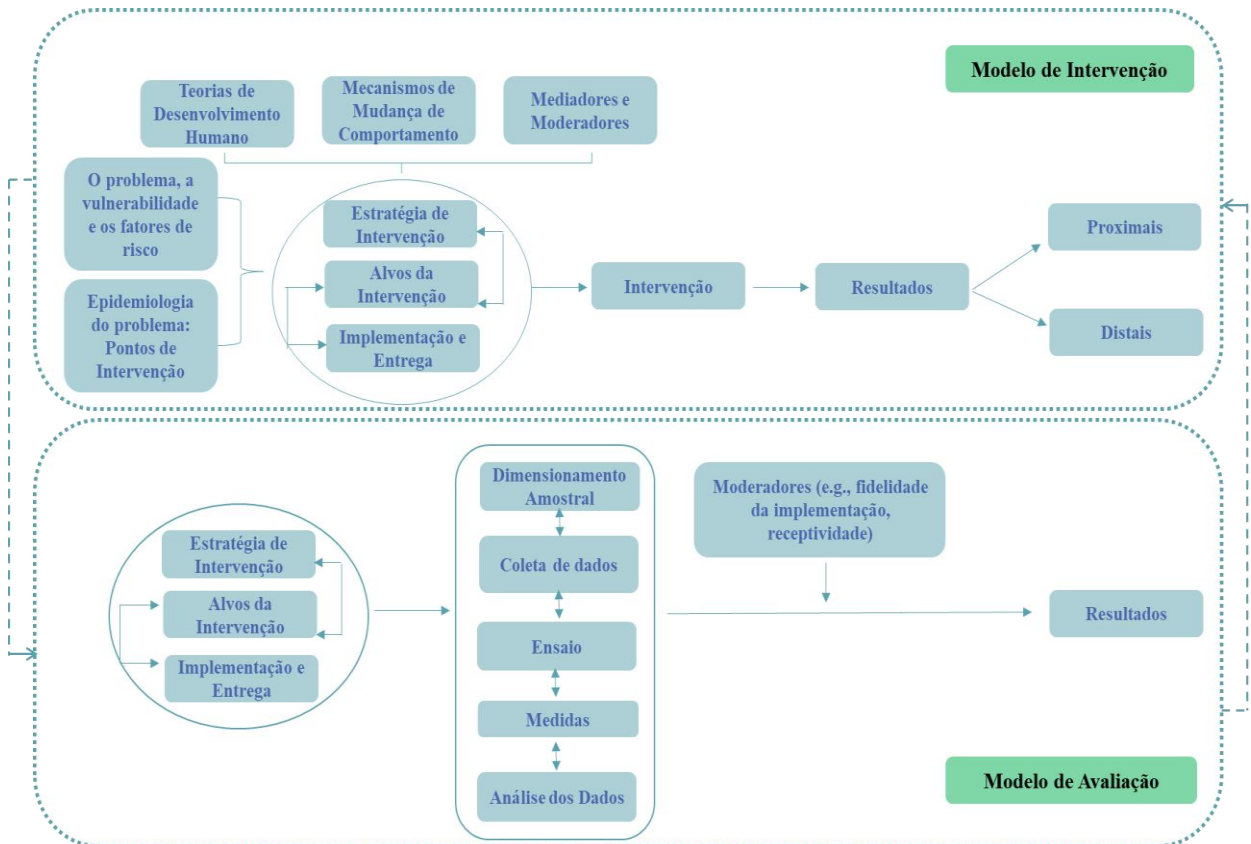 Modelo de Intervenção
Teorias de
Desenvolvimento
Humano
Mecanismos de
Mudança de
Comportamento
Mediadores e
Moderadores
O problema, a
vulnerabilidade
e os fatores de
risco
Epidemiologia
do problema:
Pontos de
Intervenção
Estratégia de
Intervenção
Alvos da
Intervenção
Implementação e
Entrega
Intervenção
Resultados
Proximais
Distais
Estratégia de
Intervenção
Alvos da
Intervenção
Implementação e
Entrega
Dimensionamento
Amostral
Coleta de dados
Ensaio
Medidas
Análise dos Dados
Moderadores (e.g., fidelidade
da implementação,
receptividade)
Resultados
Modelo de Avaliação